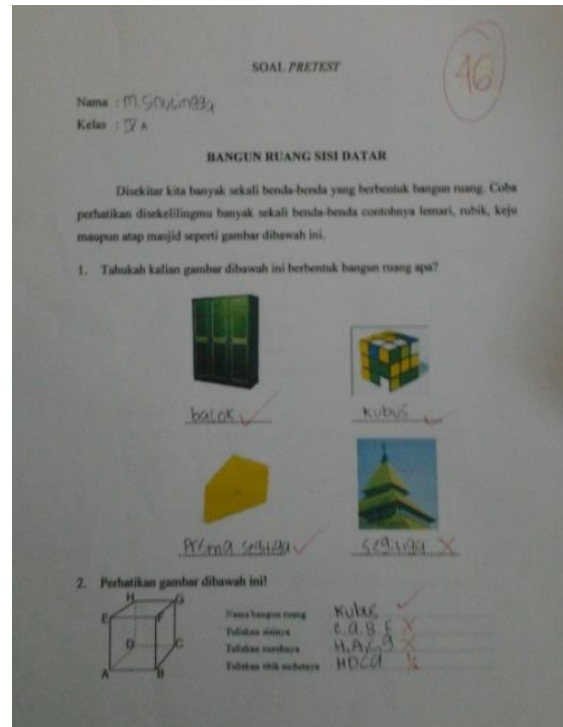 SOAL PRETEST
46
Nama :
Kelas : IV A
BANGUN RUANG SISI DATAR
Disekitar kita banyak sekali benda-benda yang berbentuk bangun ruang. Coba
perhatikan disekelilingmu banyak sekali benda-benda contohnya lemari, rubik, keju
maupun atap masjid seperti gambar dibawah ini.
1. Tahukah kalian gambar dibawah ini berbentuk bangun ruang apa?
balok
kubus
Prisma segitiga
segitiga
2. Perhatikan gambar dibawah ini!
H G
E F
D C
A B
Nama bangun ruang Kubus
Tuliskan sisinya
Tuliskan rusuknya
Tuliskan titik sudutnya